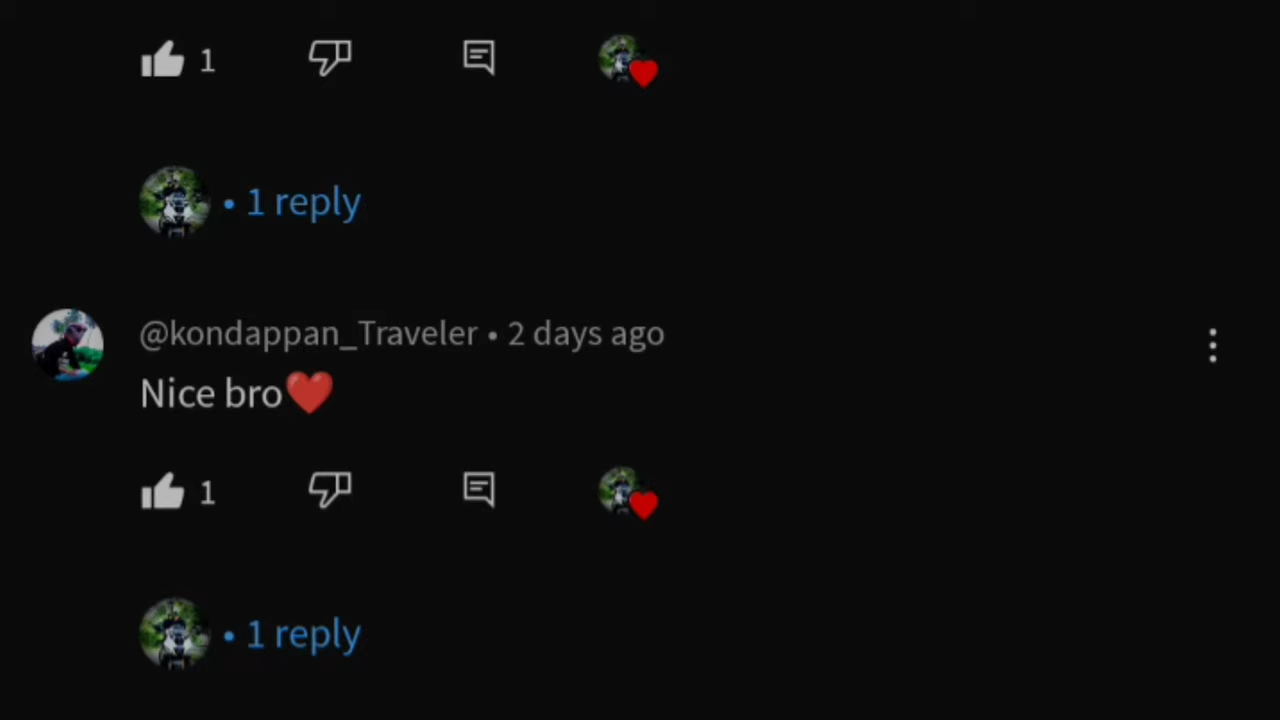 1
• 1 reply
@kondappan_Traveler • 2 days ago
Nice bro❤️
1
• 1 reply